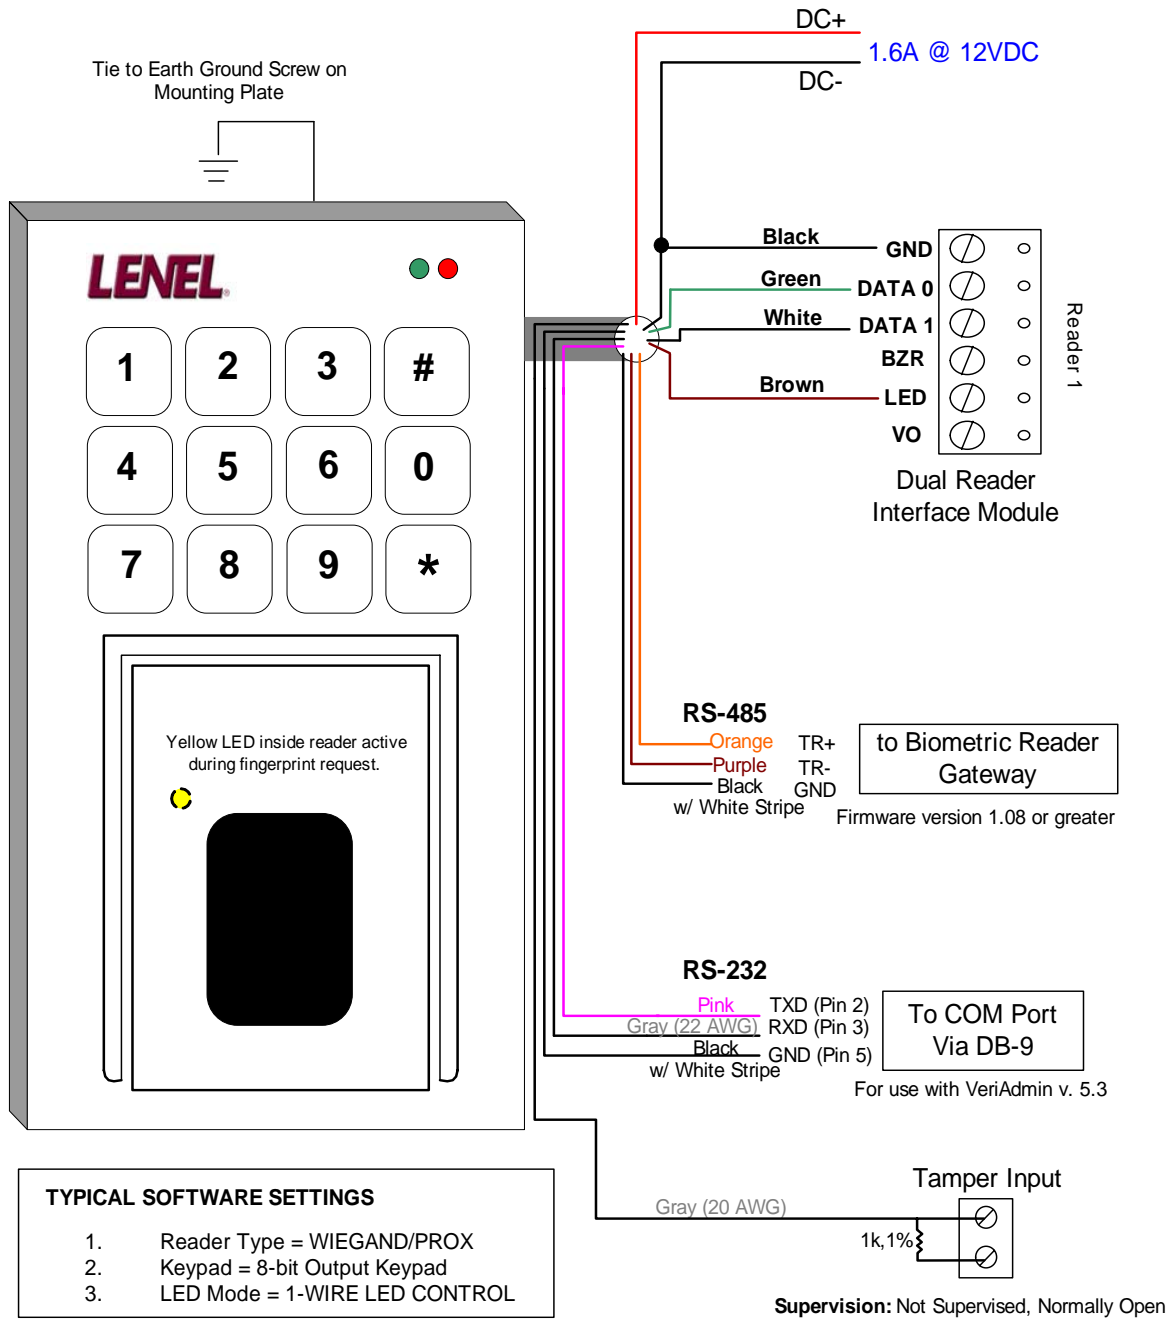 DC+
1.6A @ 12VDC
DC-
Tie to Earth Ground Screw on
Mounting Plate
LENEL
Black
GND
Green
DATA 0
White
DATA 1
BZR
Brown
LED
VO
Reader 1
Dual Reader
Interface Module
1
2
3
#
4
5
6
0
7
8
9
*
Yellow LED inside reader active
during fingerprint request.
RS-485
Orange TR+
Purple TR-
Black GND
w/ White Stripe
to Biometric Reader
Gateway
Firmware version 1.08 or greater
RS-232
Pink TXD (Pin 2)
Gray (22 AWG) RXD (Pin 3)
Black GND (Pin 5)
w/ White Stripe
To COM Port
Via DB-9
For use with VeriAdmin v. 5.3
Tamper Input
Gray (20 AWG)
1k,1%
Supervision: Not Supervised, Normally Open
TYPICAL SOFTWARE SETTINGS
1. Reader Type = WIEGAND/PROX
2. Keypad = 8-bit Output Keypad
3. LED Mode = 1-WIRE LED CONTROL